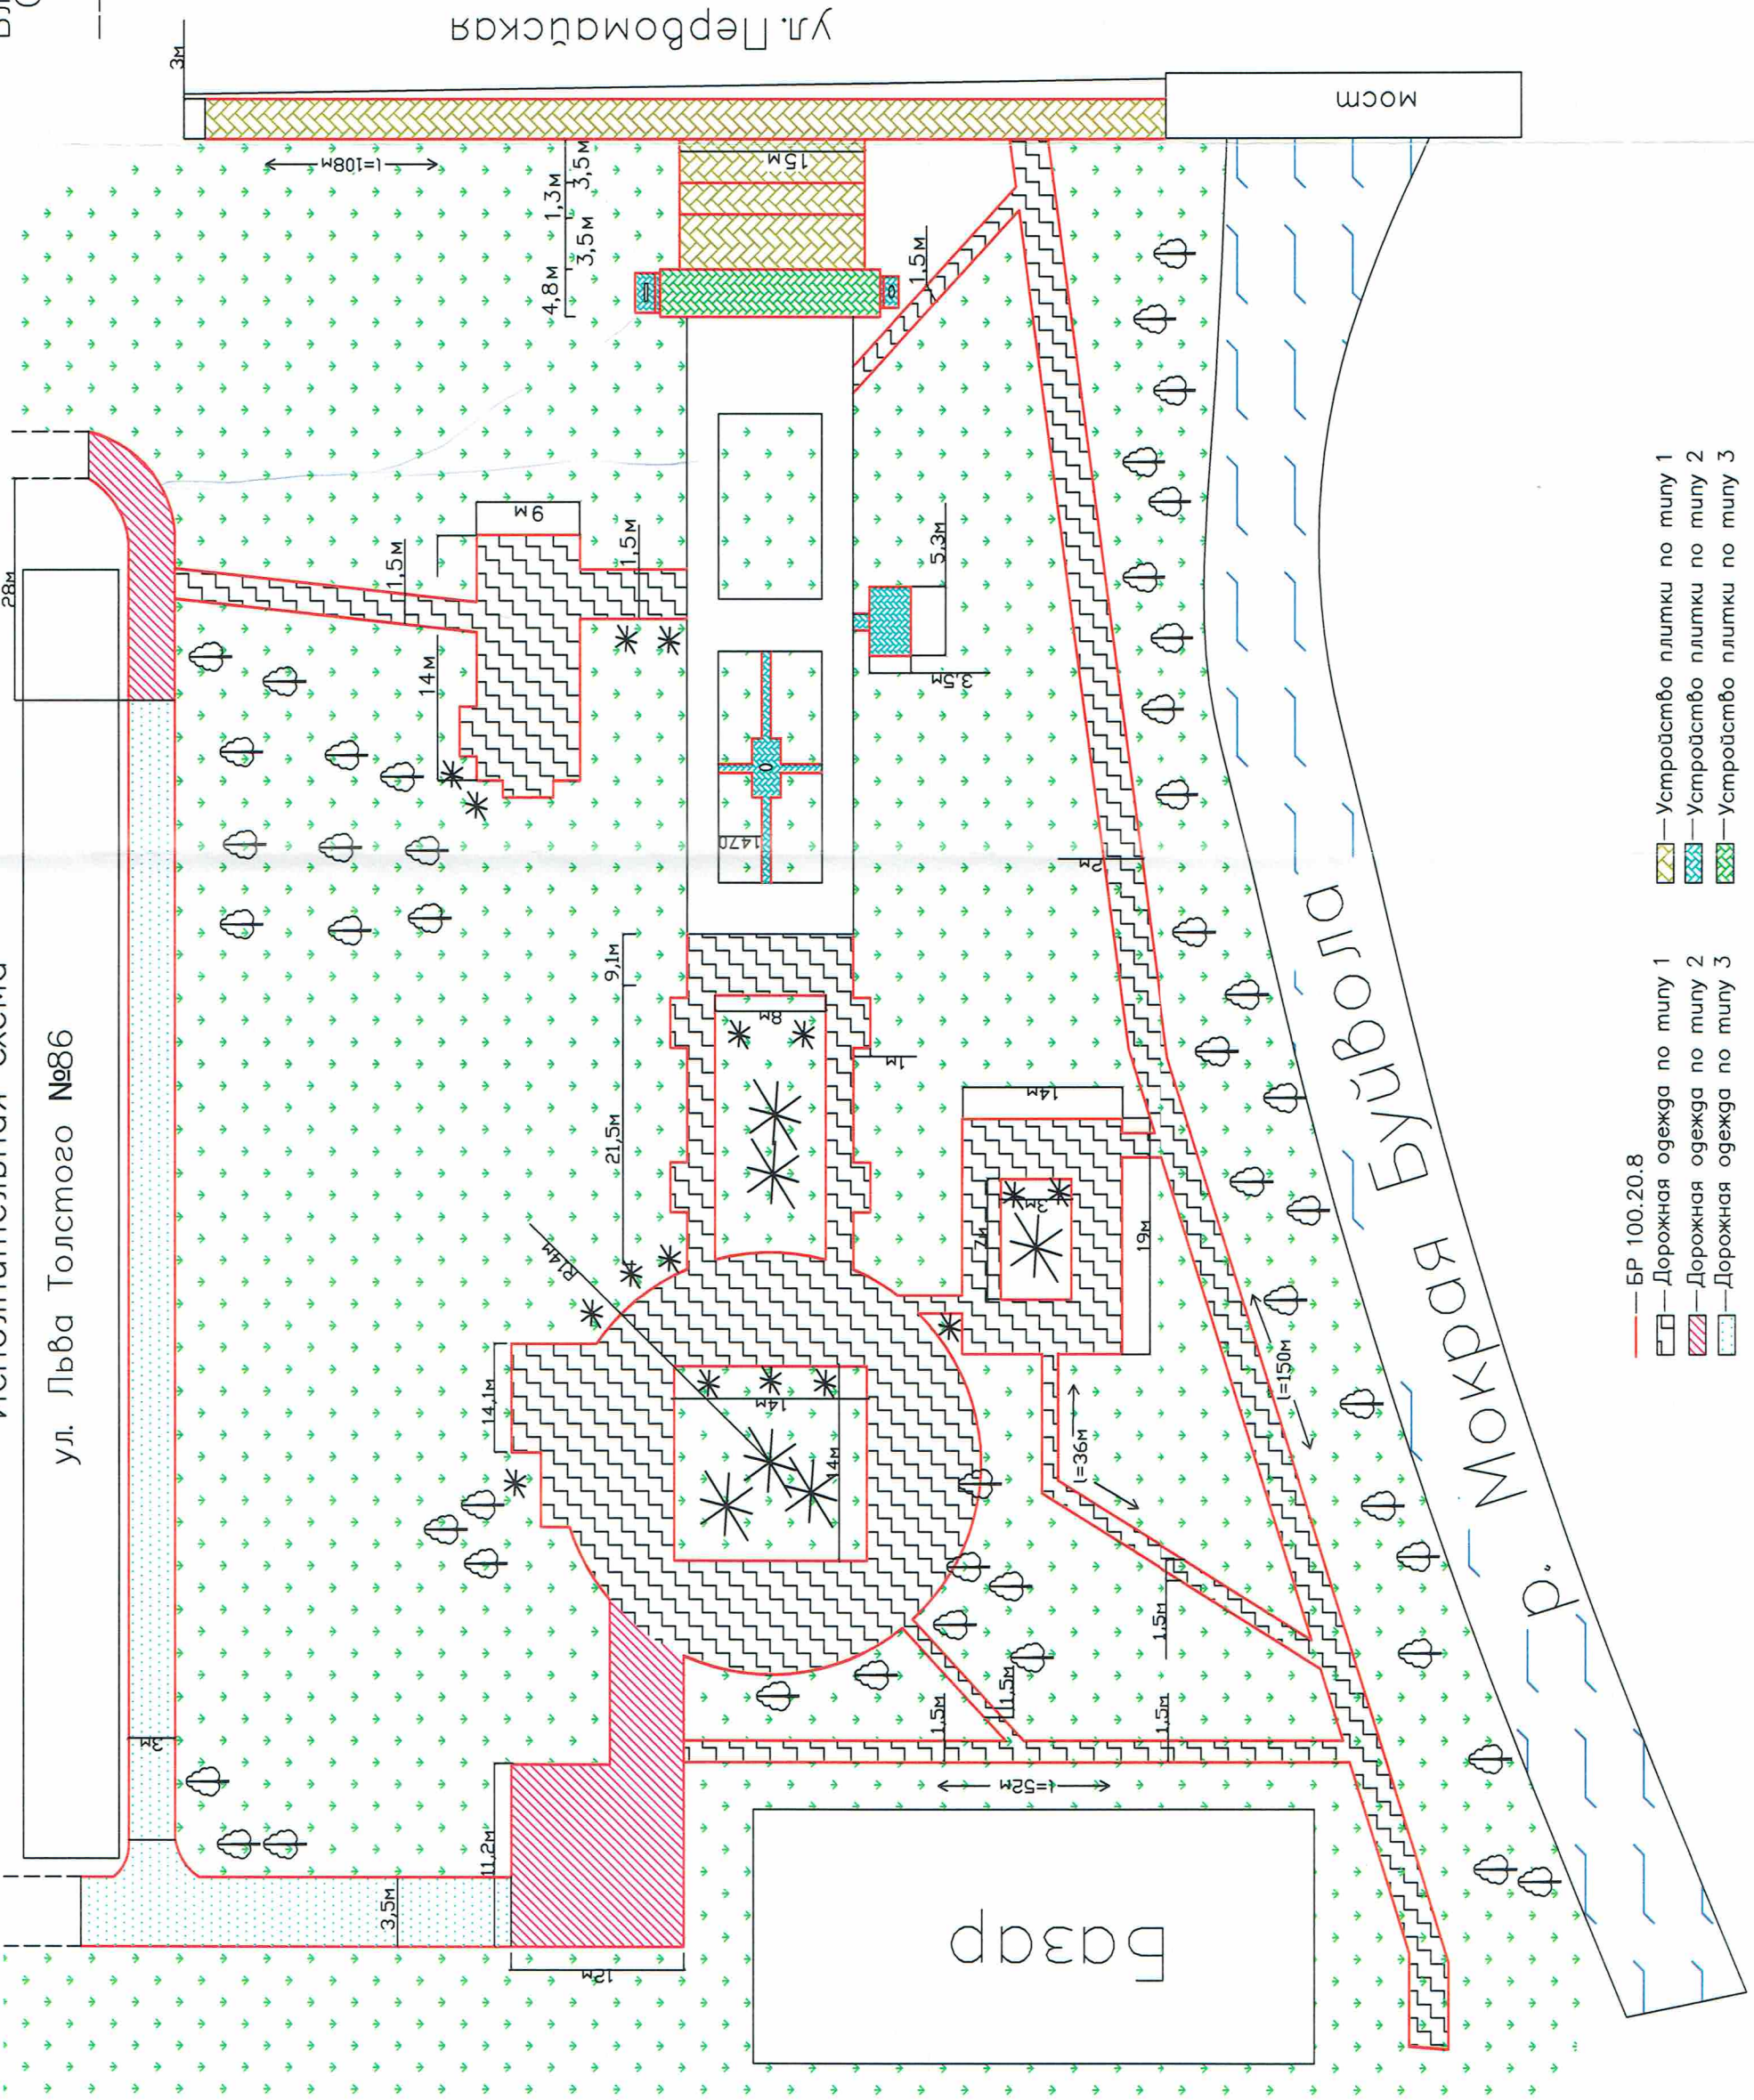 ул. Льва Толстого №86
28м
3м
ул. Первомайская
мост
l=108м
3,5м
1,3м
3,5м
4,8м
15м
1,5м
9м
1,5м
1,5м
14м
5,3м
3,5м
1470
2м
9,1м
21,5м
8м
1м
14м
3м
7м
19м
R14м
14,1м
14м
14м
l=36м
l=150м
1,5м
1,5м
1,5м
1,5м
l=52м
3м
11,2м
3,5м
12м
Базар
р. Мокрая Буйвола
БР 100.20.8
Дорожная одежда по типу 1
Дорожная одежда по типу 2
Дорожная одежда по типу 3
Устройство плитки по типу 1
Устройство плитки по типу 2
Устройство плитки по типу 3